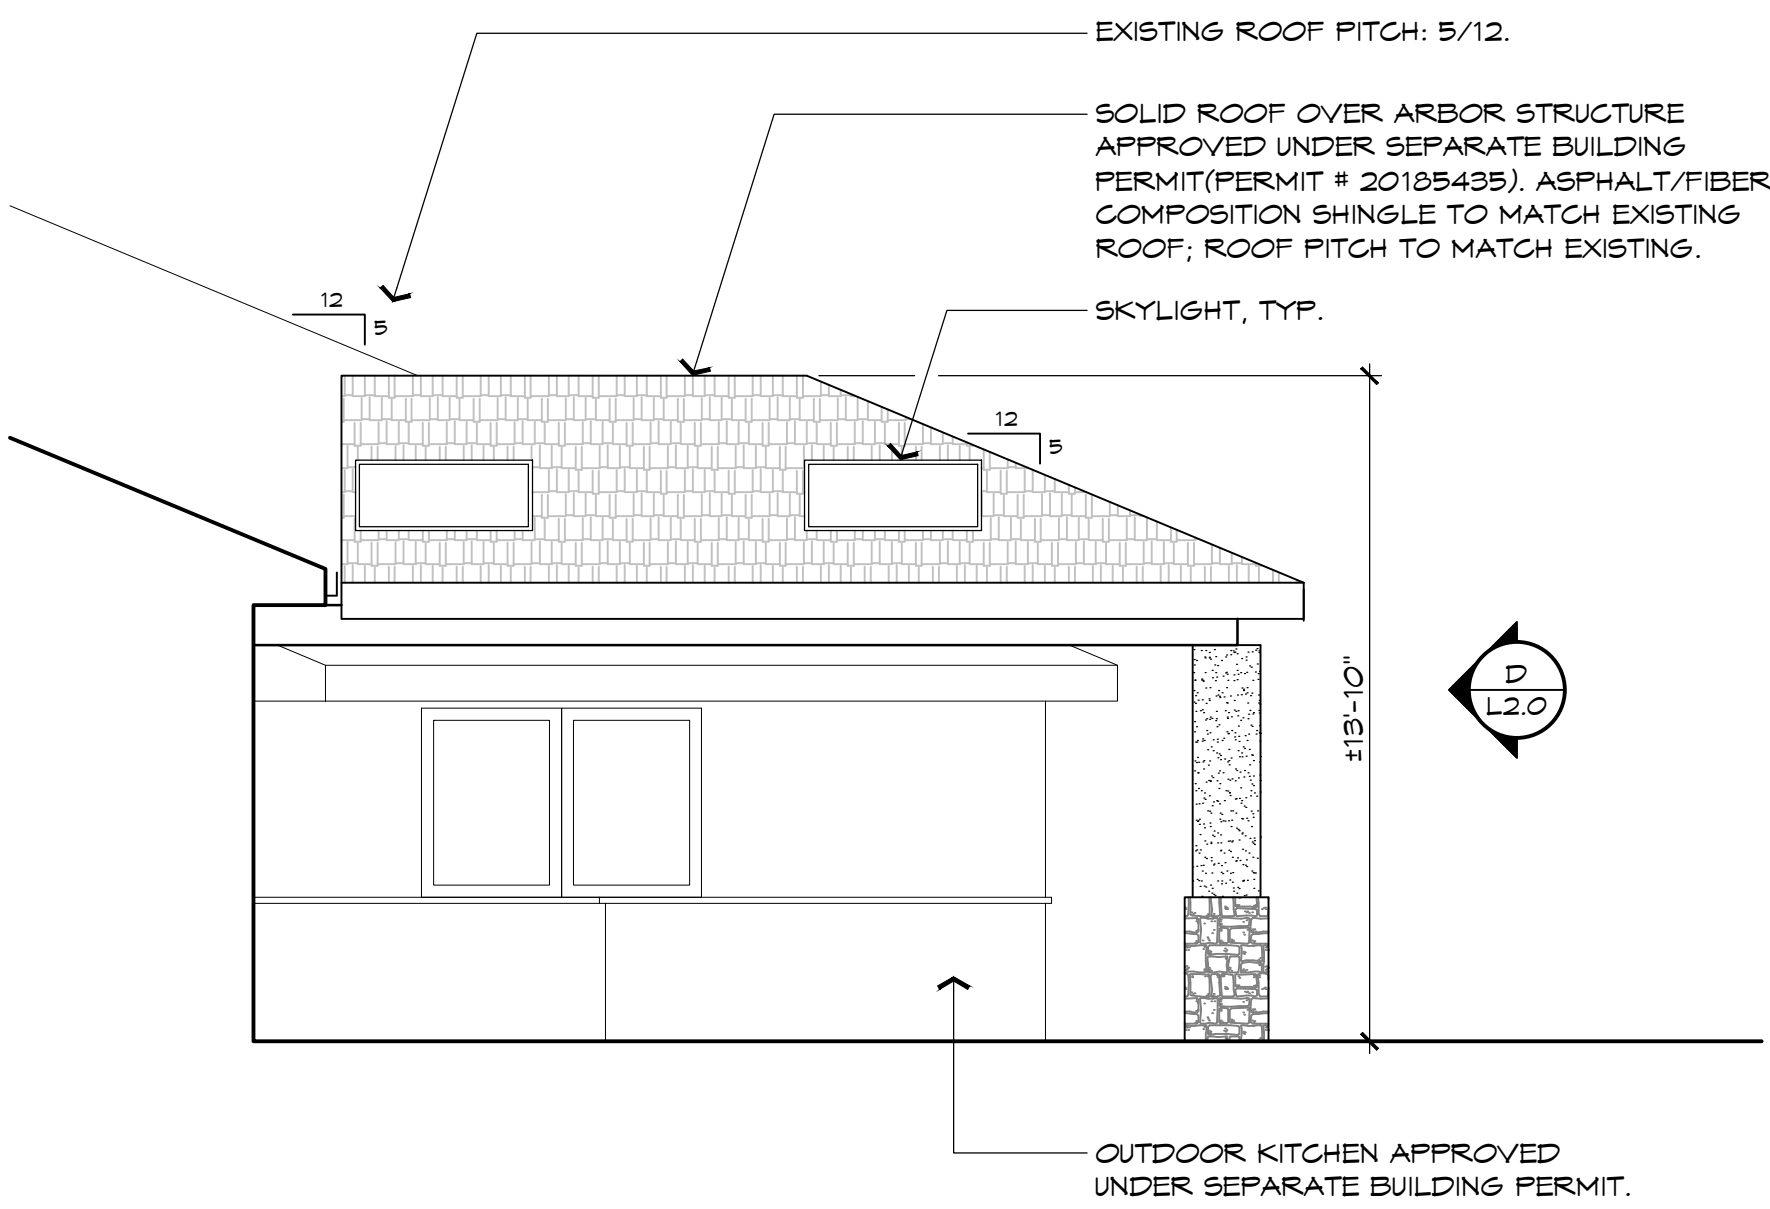 EXISTING ROOF PITCH: 5/12.
SOLID ROOF OVER ARBOR STRUCTURE
APPROVED UNDER SEPARATE BUILDING
PERMIT(PERMIT # 20185435). ASPHALT/FIBER
COMPOSITION SHINGLE TO MATCH EXISTING
ROOF; ROOF PITCH TO MATCH EXISTING.
12
5
SKYLIGHT, TYP.
12
5
±13'-10"
D
L2.0
OUTDOOR KITCHEN APPROVED
UNDER SEPARATE BUILDING PERMIT.